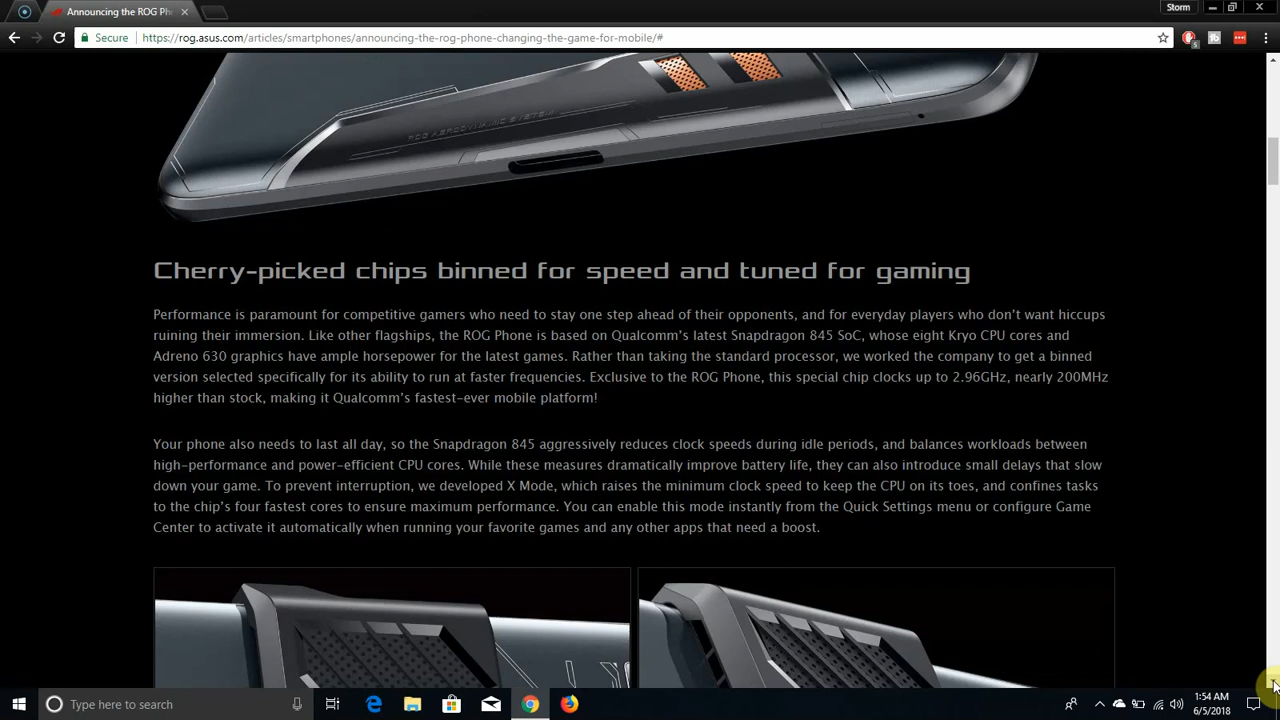 Announcing the ROG Ph
Storm
Secure
https://rog.asus.com/articles/smartphones/announcing-the-rog-phone-changing-the-game-for-mobile/#
5
ROG AERODYNAMIC SYSTEM
Cherry-picked chips binned for speed and tuned for gaming
Performance is paramount for competitive gamers who need to stay one step ahead of their opponents, and for everyday players who don't want hiccups
ruining their immersion. Like other flagships, the ROG Phone is based on Qualcomm's latest Snapdragon 845 SoC, whose eight Kryo CPU cores and
Adreno 630 graphics have ample horsepower for the latest games. Rather than taking the standard processor, we worked the company to get a binned
version selected specifically for its ability to run at faster frequencies. Exclusive to the ROG Phone, this special chip clocks up to 2.96GHz, nearly 200MHz
higher than stock, making it Qualcomm's fastest-ever mobile platform!
Your phone also needs to last all day, so the Snapdragon 845 aggressively reduces clock speeds during idle periods, and balances workloads between
high-performance and power-efficient CPU cores. While these measures dramatically improve battery life, they can also introduce small delays that slow
down your game. To prevent interruption, we developed X Mode, which raises the minimum clock speed to keep the CPU on its toes, and confines tasks
to the chip's four fastest cores to ensure maximum performance. You can enable this mode instantly from the Quick Settings menu or configure Game
Center to activate it automatically when running your favorite games and any other apps that need a boost.
Type here to search
1:54 AM
6/5/2018